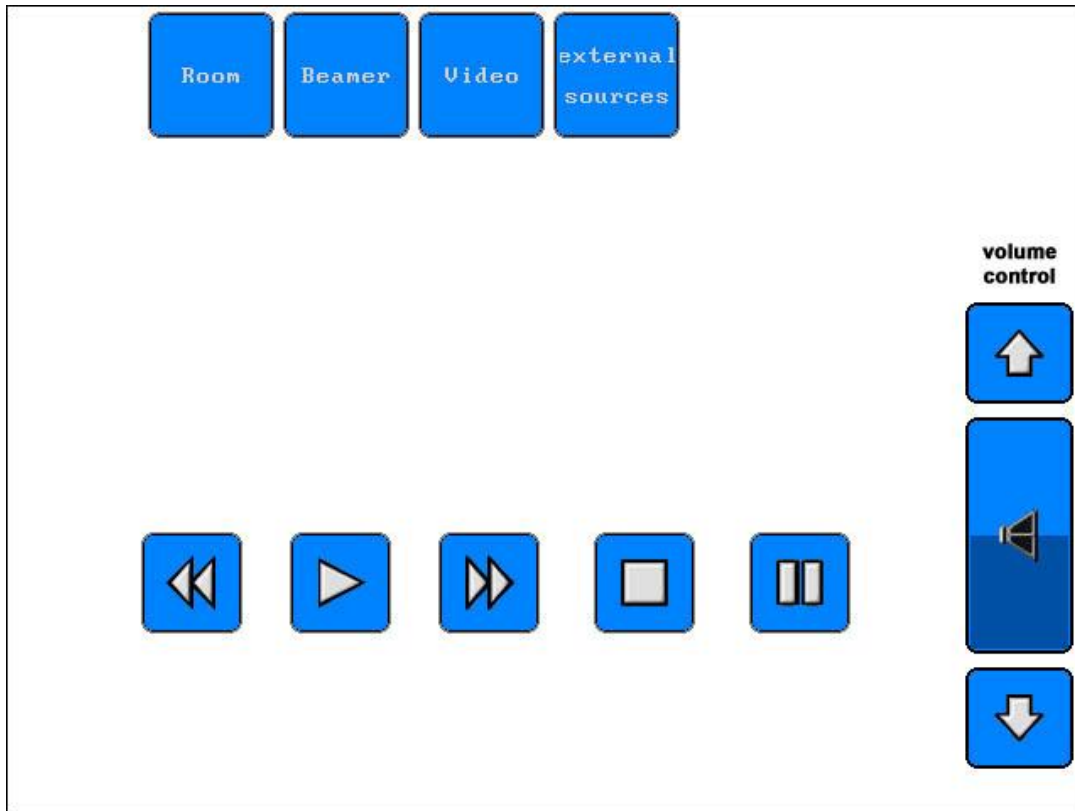 Room
Beamer
Video
external
sources
volume
control